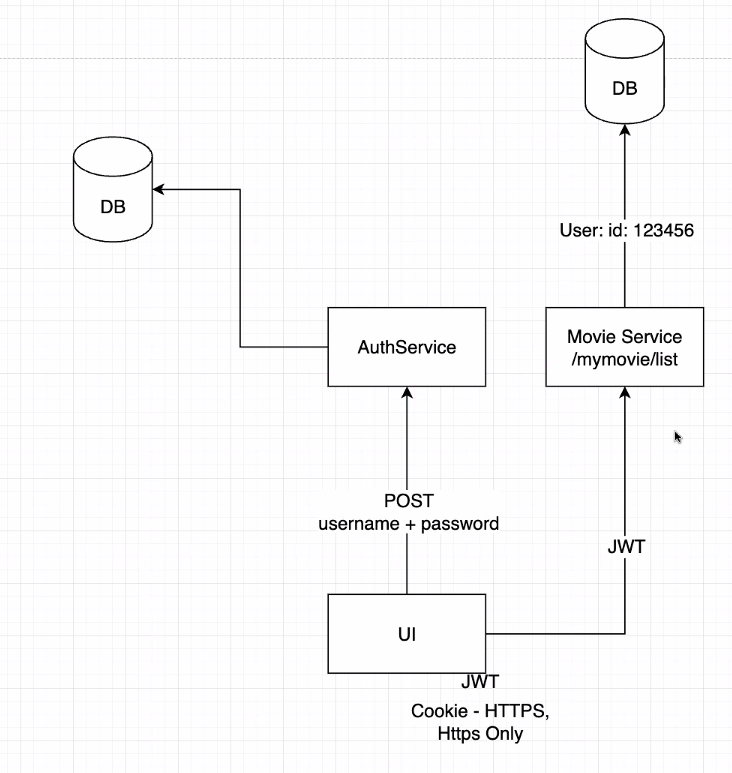 DB
DB
User: id: 123456
AuthService
Movie Service
/mymovie/list
POST
username + password
JWT
UI
JWT
Cookie - HTTPS,
Https Only